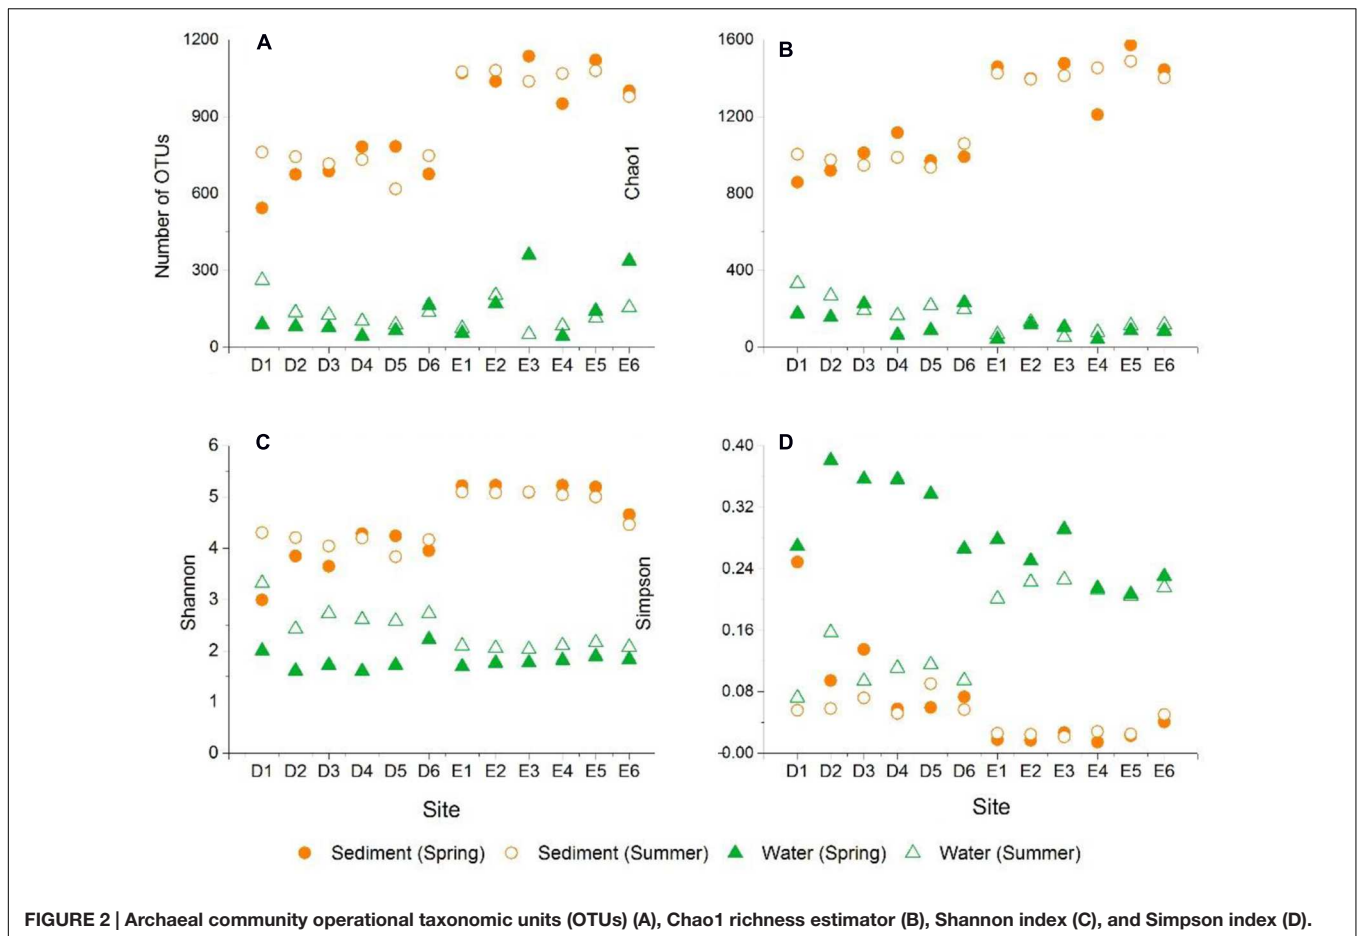 A
1200
900
600
300
0
Number of OTUs
D1 D2 D3 D4 D5 D6 E1 E2 E3 E4 E5 E6
B
1600
1200
800
400
0
Chao1
D1 D2 D3 D4 D5 D6 E1 E2 E3 E4 E5 E6
C
6
5
4
3
2
1
0
Shannon
D1 D2 D3 D4 D5 D6 E1 E2 E3 E4 E5 E6
Site
D
0.40
0.32
0.24
0.16
0.08
-0.00
Simpson
D1 D2 D3 D4 D5 D6 E1 E2 E3 E4 E5 E6
Site
Sediment (Spring) Sediment (Summer) Water (Spring) Water (Summer)
FIGURE 2 | Archaeal community operational taxonomic units (OTUs) (A), Chao1 richness estimator (B), Shannon index (C), and Simpson index (D).